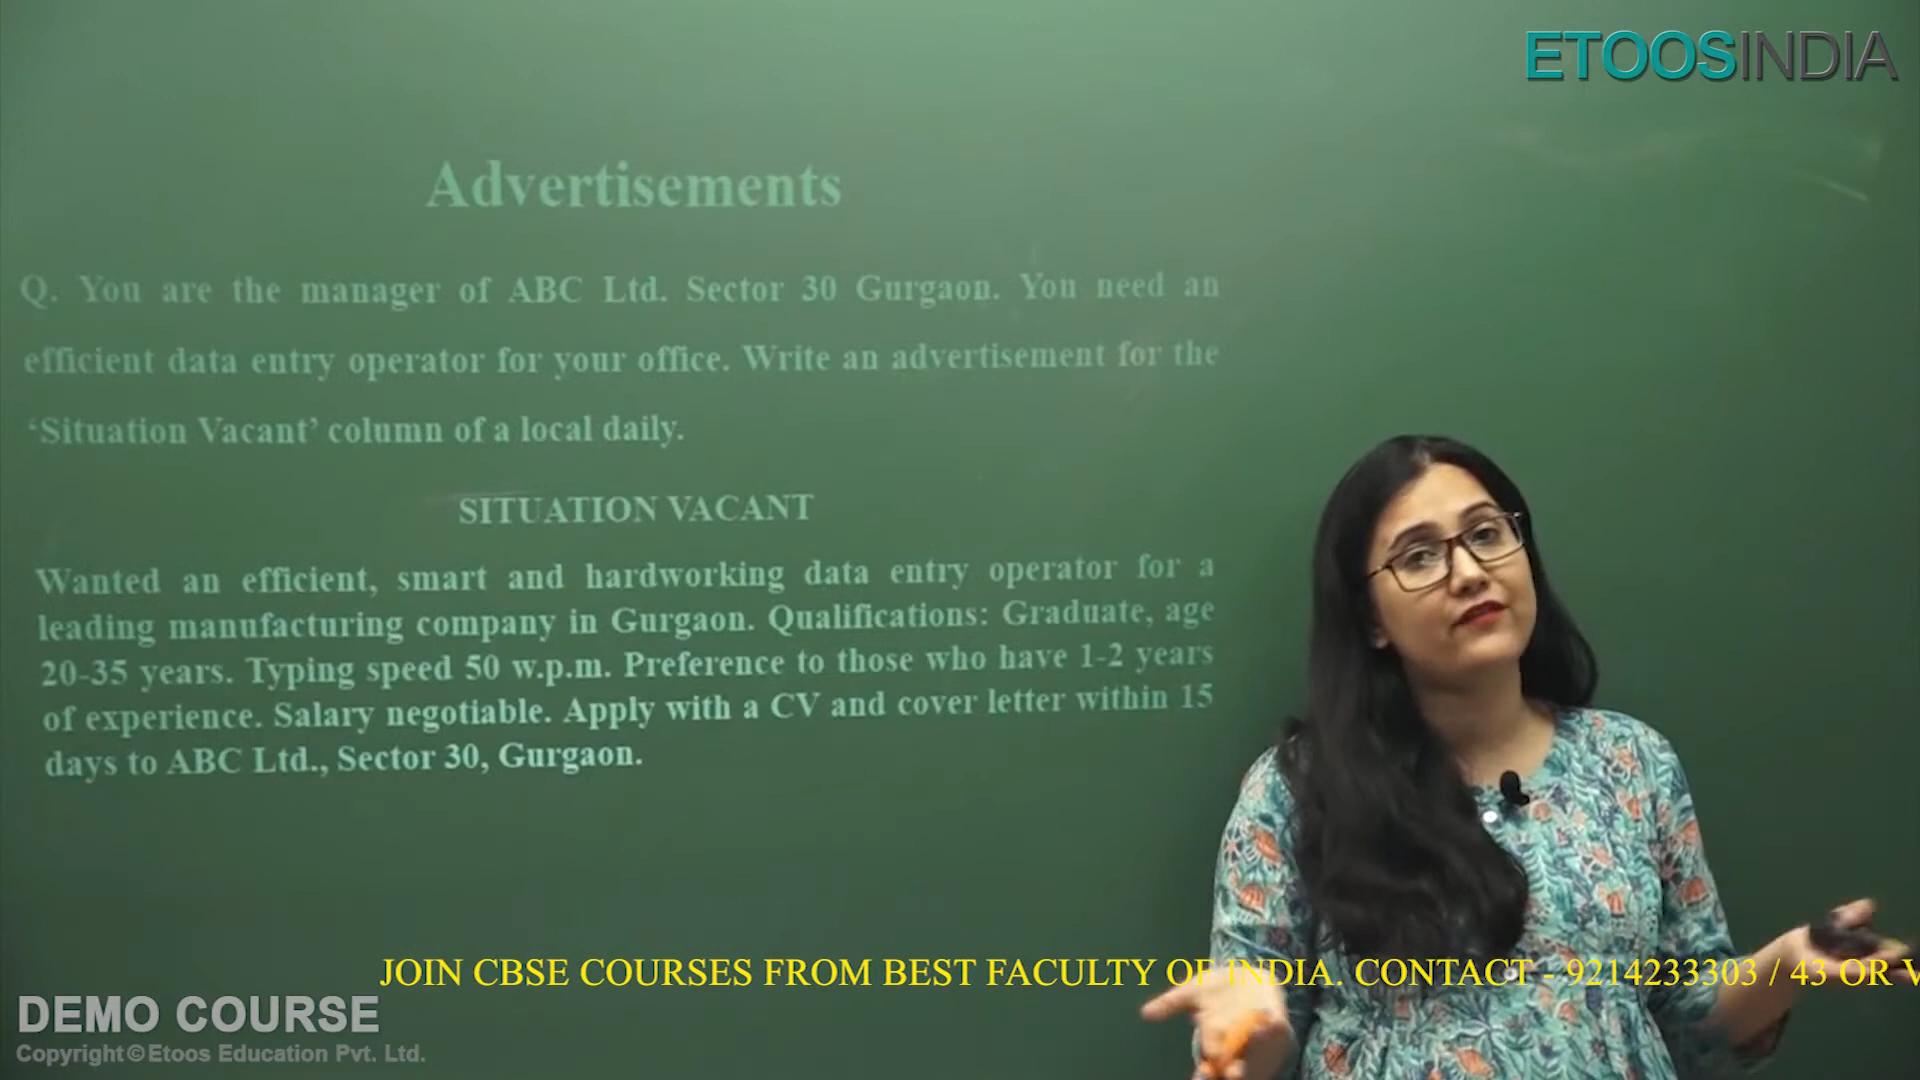 ETOOSINDIA
Advertisements
Q. You are the manager of ABC Ltd. Sector 30 Gurgaon. You need an
efficient data entry operator for your office. Write an advertisement for the
‘Situation Vacant’ column of a local daily.
SITUATION VACANT
Wanted an efficient, smart and hardworking data entry operator for a
leading manufacturing company in Gurgaon. Qualifications: Graduate, age
20-35 years. Typing speed 50 w.p.m. Preference to those who have 1-2 years
of experience. Salary negotiable. Apply with a CV and cover letter within 15
days to ABC Ltd., Sector 30, Gurgaon.
JOIN CBSE COURSES FROM BEST FACULTY OF INDIA. CONTACT - 9214233303 / 43 OR V
DEMO COURSE
Copyright©Etoos Education Pvt. Ltd.